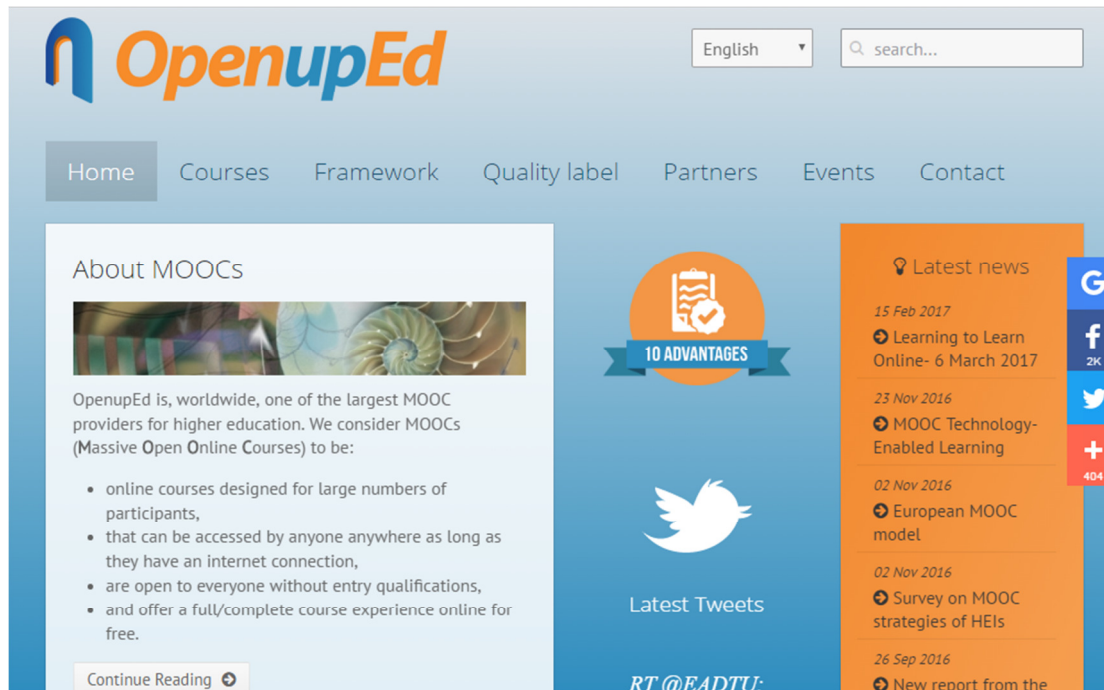 OpenupEd
English
search...
Home Courses Framework Quality label Partners Events Contact
About MOOCs
OpenupEd is, worldwide, one of the largest MOOC
providers for higher education. We consider MOOCs
(Massive Open Online Courses) to be:
• online courses designed for large numbers of
participants,
• that can be accessed by anyone anywhere as long as
they have an internet connection,
• are open to everyone without entry qualifications,
• and offer a full/complete course experience online for
free.
Continue Reading
10 ADVANTAGES
Latest Tweets
RT @EADTU:
Latest news
15 Feb 2017
Learning to Learn
Online- 6 March 2017
23 Nov 2016
MOOC Technology-
Enabled Learning
02 Nov 2016
European MOOC
model
02 Nov 2016
Survey on MOOC
strategies of HEIs
26 Sep 2016
New report from the
G
2K
404